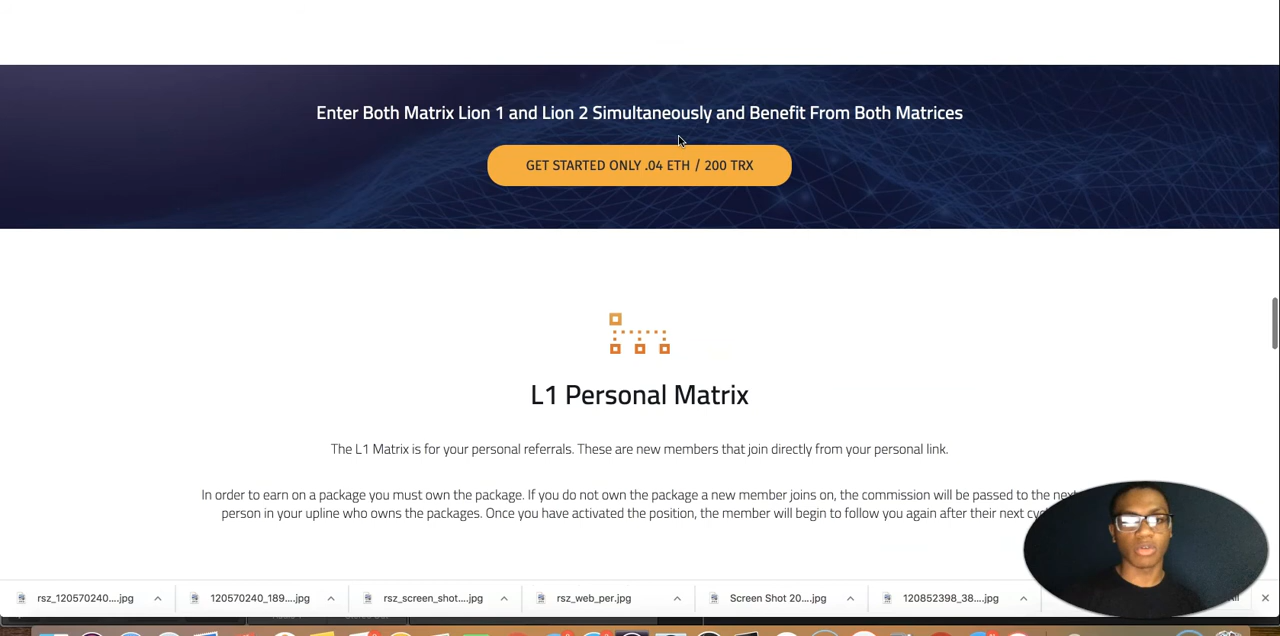 Enter Both Matrix Lion 1 and Lion 2 Simultaneously and Benefit From Both Matrices
GET STARTED ONLY .04 ETH / 200 TRX
L1 Personal Matrix
The L1 Matrix is for your personal referrals. These are new members that join directly from your personal link.
In order to earn on a package you must own the package. If you do not own the package a new member joins on, the commission will be passed to the
person in your upline who owns the packages. Once you have activated the position, the member will begin to follow you again after their next
rsz_120570240....jpg
120570240_189....jpg
rsz_screen_shot....jpg
rsz_web_per.jpg
Screen Shot 20....jpg
120852398_38....jpg